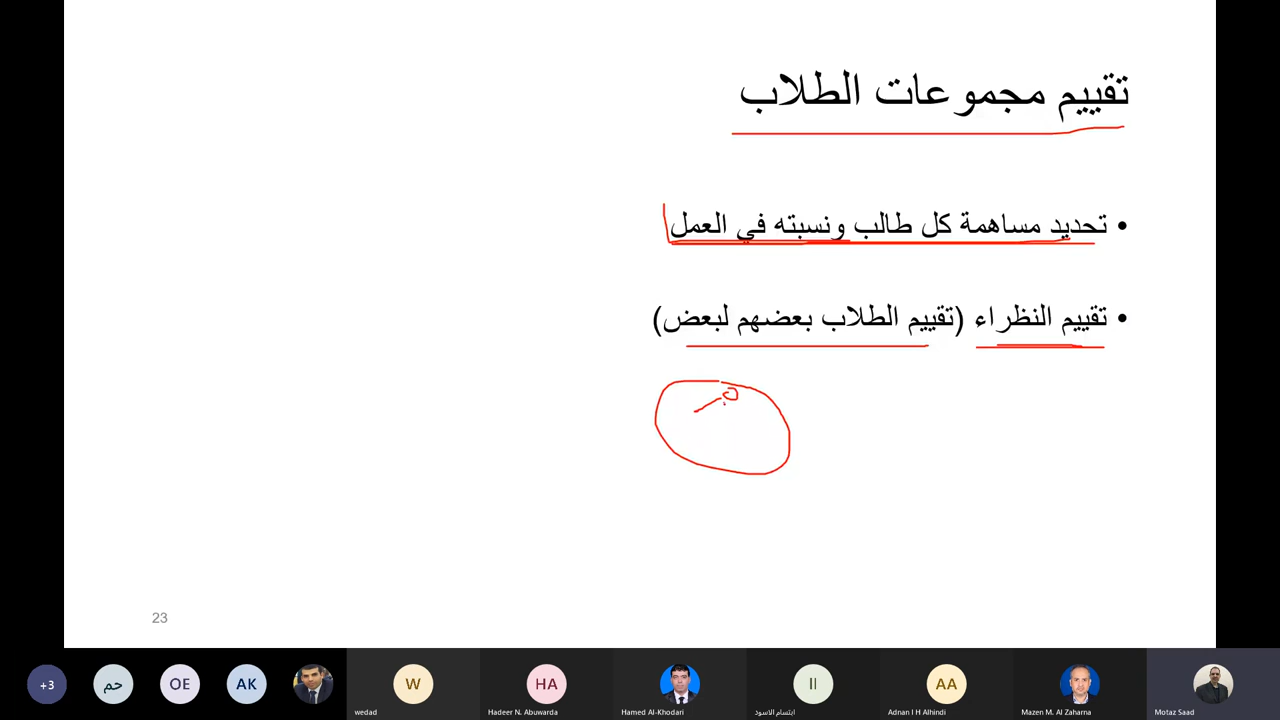 تقييم مجموعات الطلاب
• تحديد مساهمة كل طالب ونسبته في العمل
• تقييم النظراء (تقييم الطلاب بعضهم لبعض)
23
+3
حم
OE
AK
W
wedad
HA
Hadeer N. Abuwarda
Hamed Al-Khodari
اا
ابتسام الاسود
AA
Adnan I H Alhindi
Mazen M. Al Zaharna
Motaz Saad